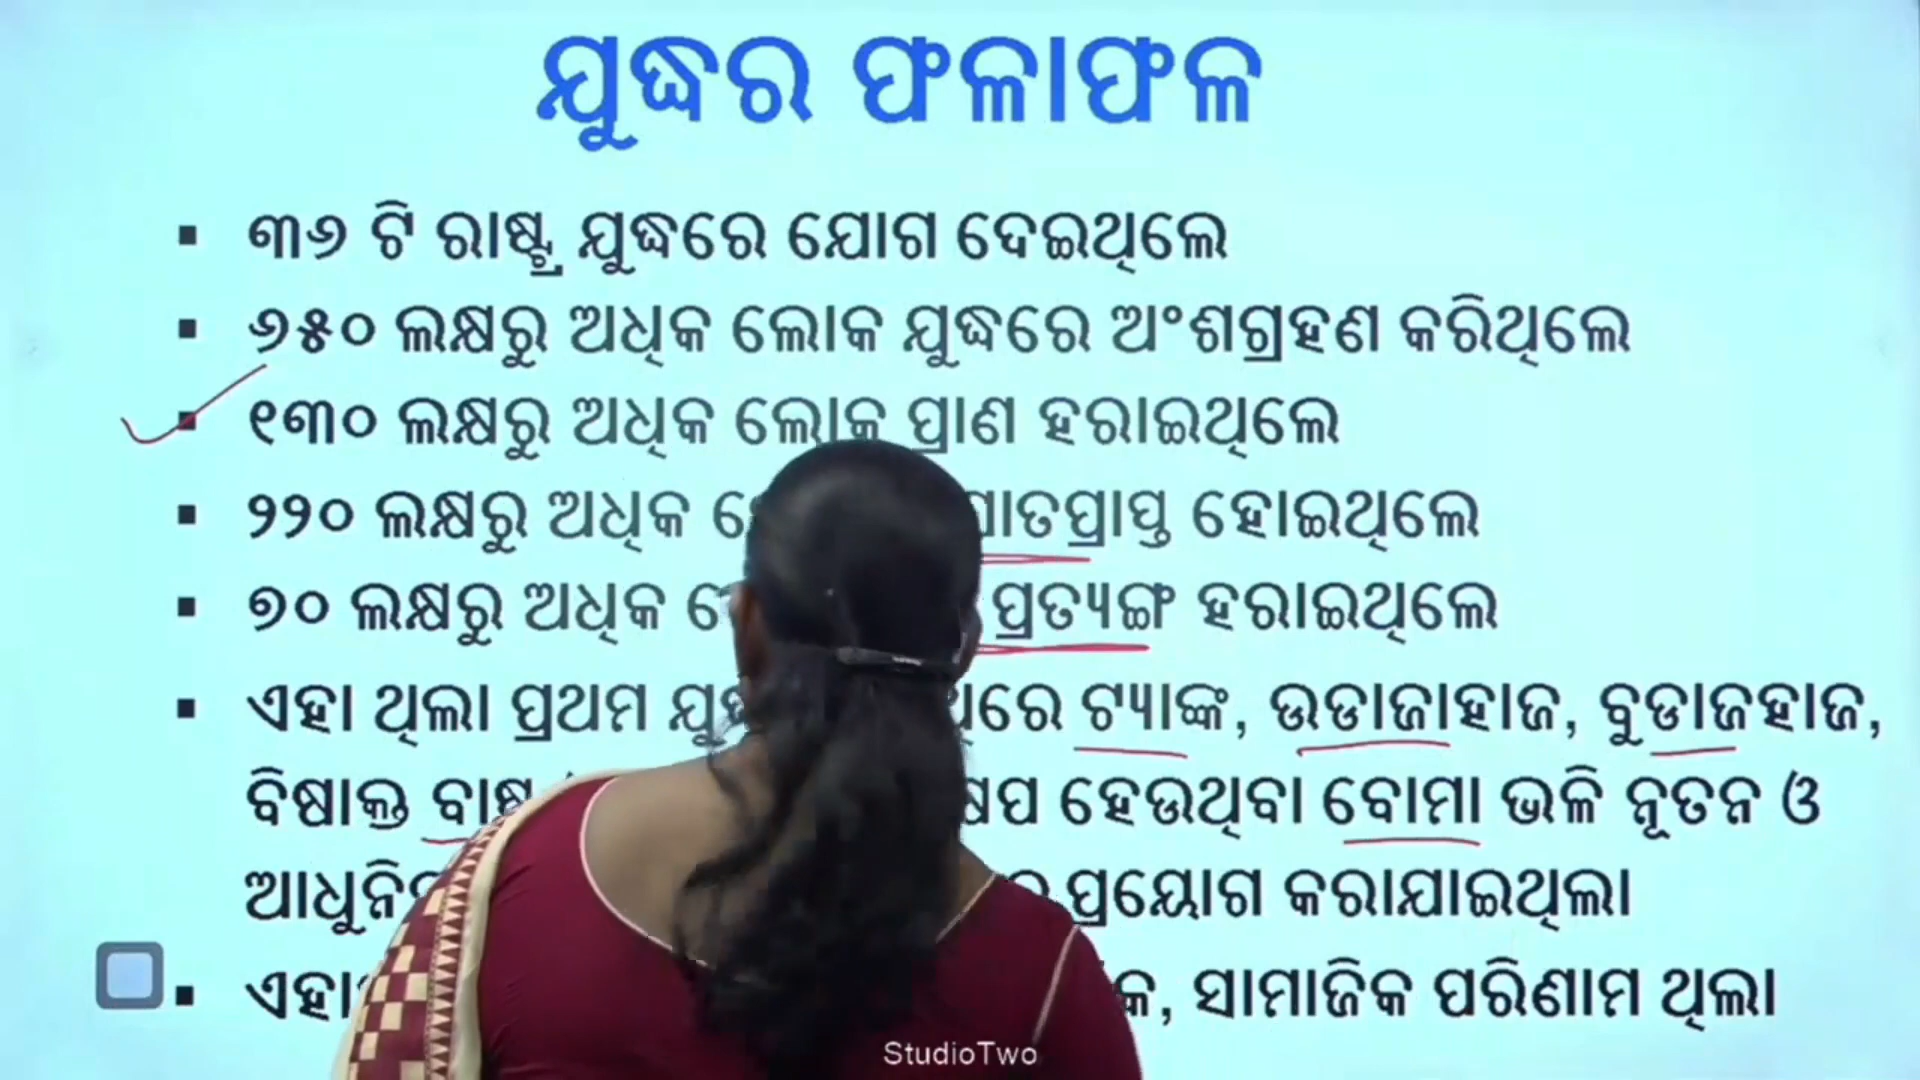 ଯୁଦ୍ଧର ଫଳାଫଳ
▪ ୩୬ ଟି ରାଷ୍ଟ୍ର ଯୁଦ୍ଧରେ ଯୋଗ ଦେଇଥିଲେ
▪ ୬୫୦ ଲକ୍ଷରୁ ଅଧିକ ଲୋକ ଯୁଦ୍ଧରେ ଅଂଶଗ୍ରହଣ କରିଥିଲେ
▪ ୧୩୦ ଲକ୍ଷରୁ ଅଧିକ ଲୋକ ପ୍ରାଣ ହରାଇଥିଲେ
▪ ୨୨୦ ଲକ୍ଷରୁ ଅଧିକ ହୋଇଥିଲେ
▪ ୭୦ ଲକ୍ଷରୁ ଅଧିକ ପ୍ରତ୍ୟଙ୍ଗ ହରାଇଥିଲେ
▪ ଏହା ଥିଲା ପ୍ରଥମ ଟ୍ୟାଙ୍କ, ଉଡାଜାହାଜ, ବୁଡାଜହାଜ,
ବିଷାକ୍ତ ହେଉଥିବା ବୋମା ଭଳି ନୂତନ ଓ
ପ୍ରୟୋଗ କରାଯାଇଥିଲା
▪ ସାମାଜିକ ପରିଣାମ ଥିଲା
StudioTwo